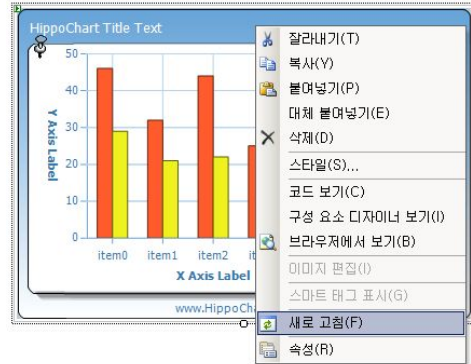 HippoChart Title Text
50
40
30
20
10
0
Y Axis Label
item0
item1
item2
X Axis Label
잘라내기(T)
복사(Y)
붙여넣기(P)
대체 붙여넣기(E)
삭제(D)
스타일(S)...
코드 보기(C)
구성 요소 디자이너 보기(I)
브라우저에서 보기(B)
이미지 편집(I)
스마트 태그 표시(G)
새로 고침(F)
속성(R)